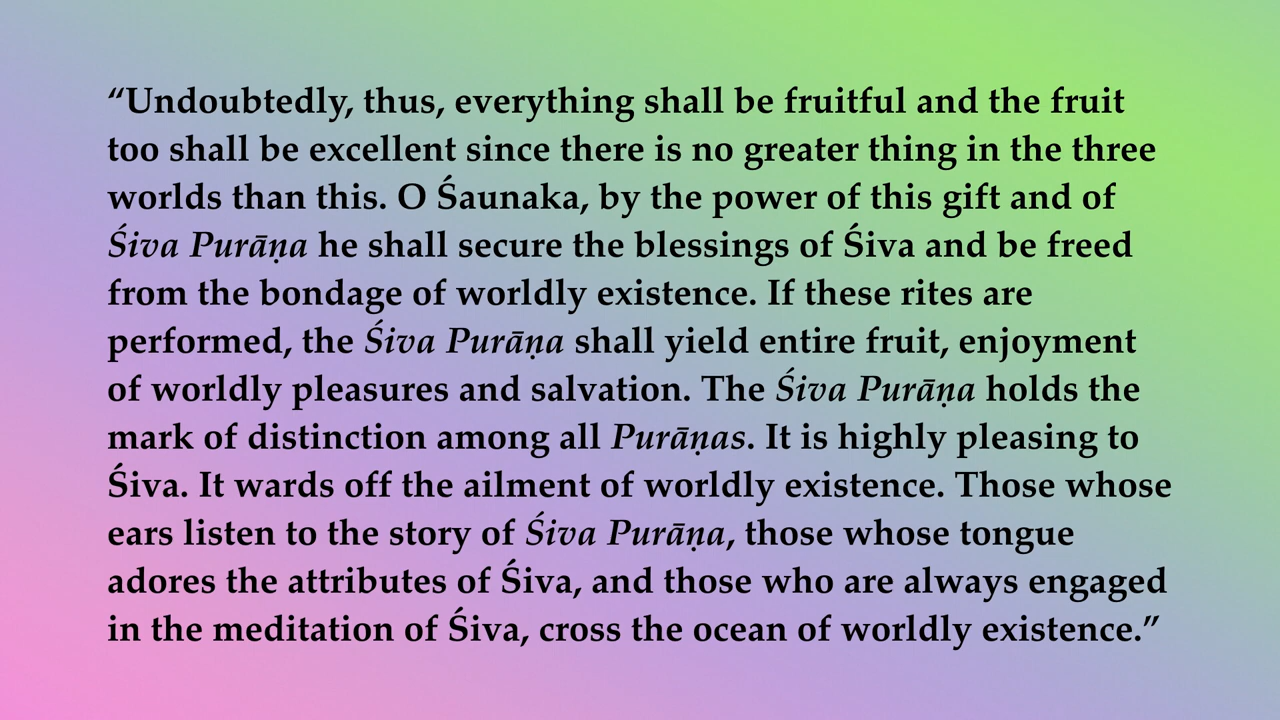 “Undoubtedly, thus, everything shall be fruitful and the fruit
too shall be excellent since there is no greater thing in the three
worlds than this. O Śaunaka, by the power of this gift and of
Śiva Purāṇa he shall secure the blessings of Śiva and be freed
from the bondage of worldly existence. If these rites are
performed, the Śiva Purāṇa shall yield entire fruit, enjoyment
of worldly pleasures and salvation. The Śiva Purāṇa holds the
mark of distinction among all Purāṇas. It is highly pleasing to
Śiva. It wards off the ailment of worldly existence. Those whose
ears listen to the story of Śiva Purāṇa, those whose tongue
adores the attributes of Śiva, and those who are always engaged
in the meditation of Śiva, cross the ocean of worldly existence.”